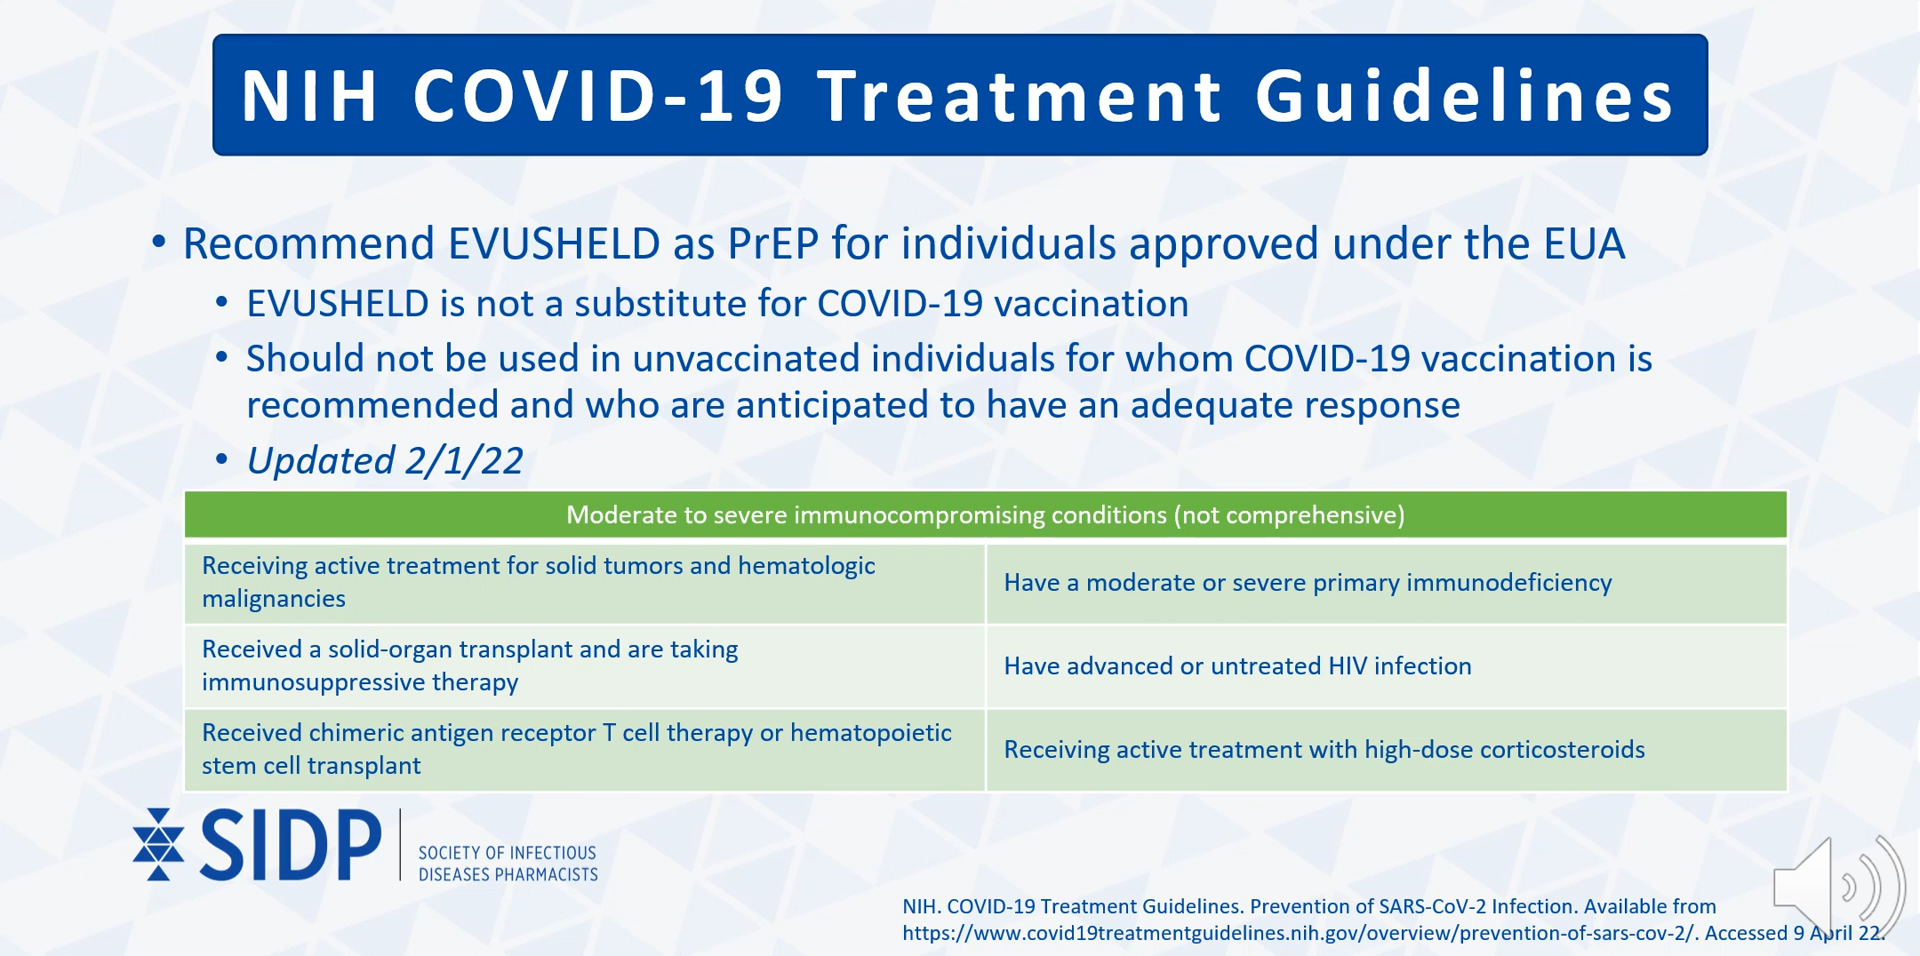 NIH COVID-19 Treatment Guidelines
• Recommend EVUSHELD as PrEP for individuals approved under the EUA
• EVUSHELD is not a substitute for COVID-19 vaccination
• Should not be used in unvaccinated individuals for whom COVID-19 vaccination is
recommended and who are anticipated to have an adequate response
• Updated 2/1/22
Moderate to severe immunocompromising conditions (not comprehensive)
Receiving active treatment for solid tumors and hematologic
malignancies
Have a moderate or severe primary immunodeficiency
Received a solid-organ transplant and are taking
immunosuppressive therapy
Have advanced or untreated HIV infection
Received chimeric antigen receptor T cell therapy or hematopoietic
stem cell transplant
Receiving active treatment with high-dose corticosteroids
SIDP
SOCIETY OF INFECTIOUS
DISEASES PHARMACISTS
NIH. COVID-19 Treatment Guidelines. Prevention of SARS-CoV-2 Infection. Available from
https://www.covid19treatmentguidelines.nih.gov/overview/prevention-of-sars-cov-2/. Accessed 9 April 22.